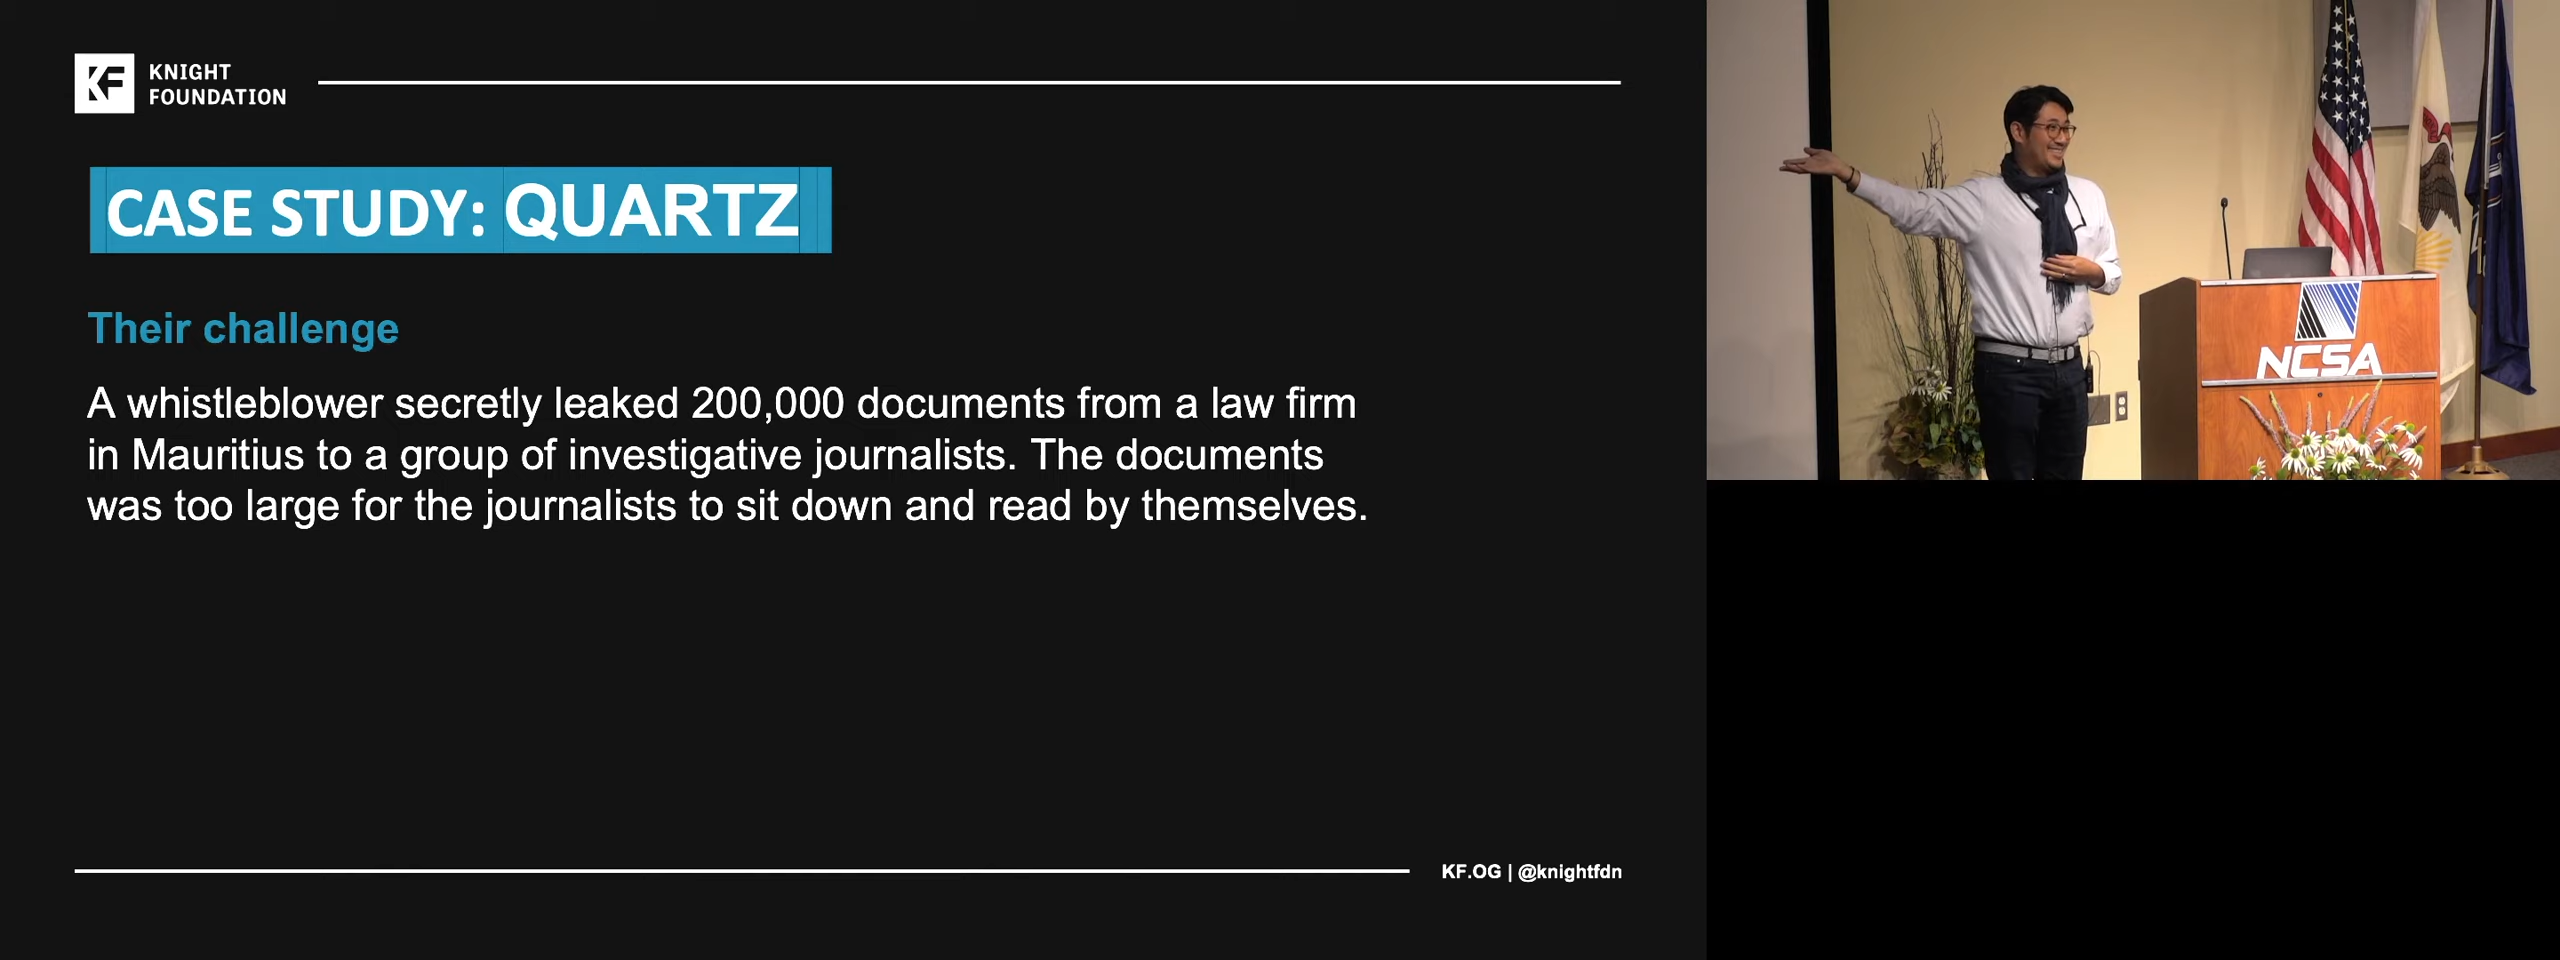 KF KNIGHT
FOUNDATION
CASE STUDY: QUARTZ
Their challenge
A whistleblower secretly leaked 200,000 documents from a law firm
in Mauritius to a group of investigative journalists. The documents
was too large for the journalists to sit down and read by themselves.
KF.OG | @knightfdn
NCSA